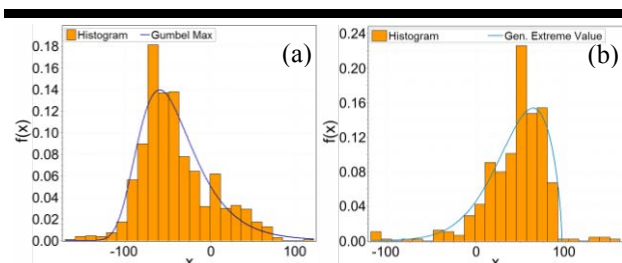 Histogram Gumbel Max
(a)
0.18
0.16
0.14
0.12
0.10
0.08
0.06
0.04
0.02
0.00
f(x)
-100 0 100
x
Histogram Gen. Extreme Value
(b)
0.24
0.20
0.16
0.12
0.08
0.04
0.00
f(x)
-100 0 100
x